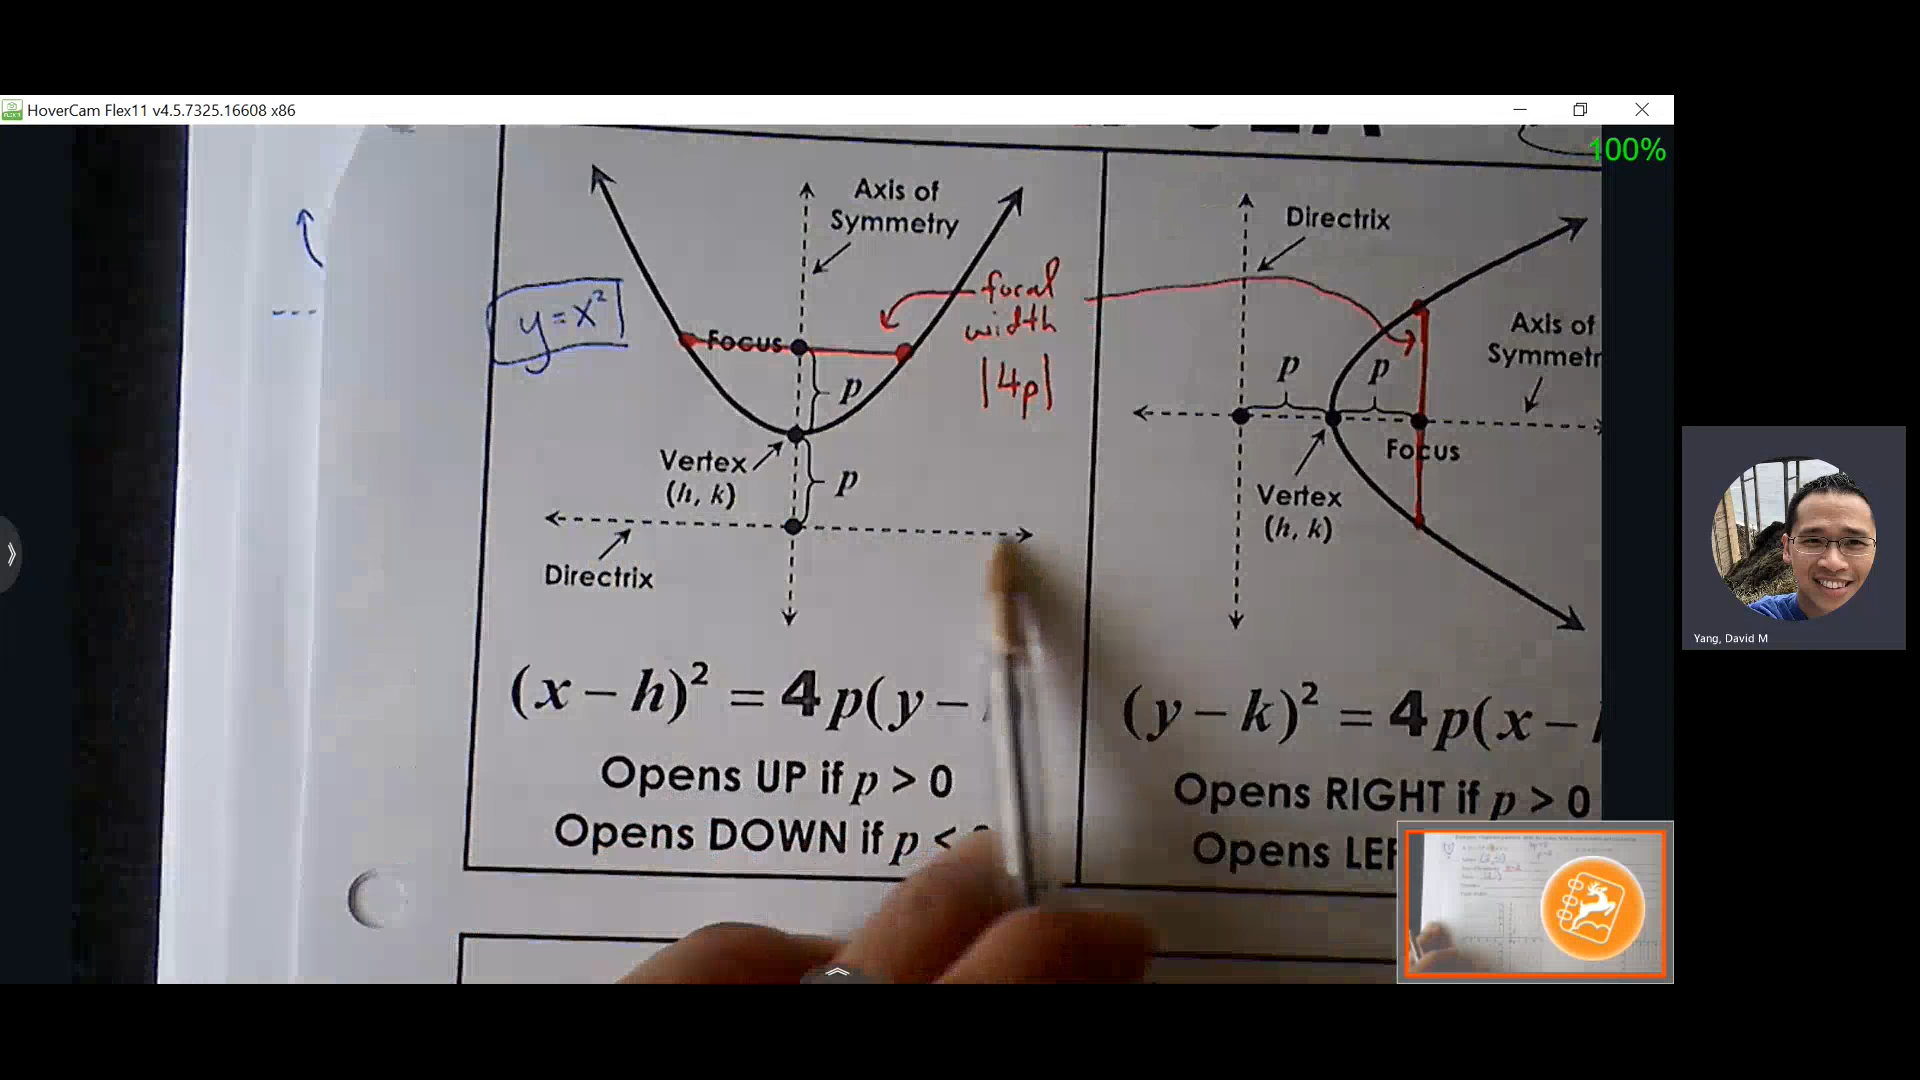 HoverCam Flex11 v4.5.7325.16608 x86
100%
Axis of
Symmetry
y=x²
Focus
focal
width
|4p|
p
Vertex
(h, k)
p
Directrix
(x − h)² = 4p(y −
Opens UP if p > 0
Opens DOWN if p <
Directrix
Axis of
Symmetr
p
p
Focus
Vertex
(h, k)
(y − k)² = 4p(x −
Opens RIGHT if p > 0
Opens LEF
Yang, David M